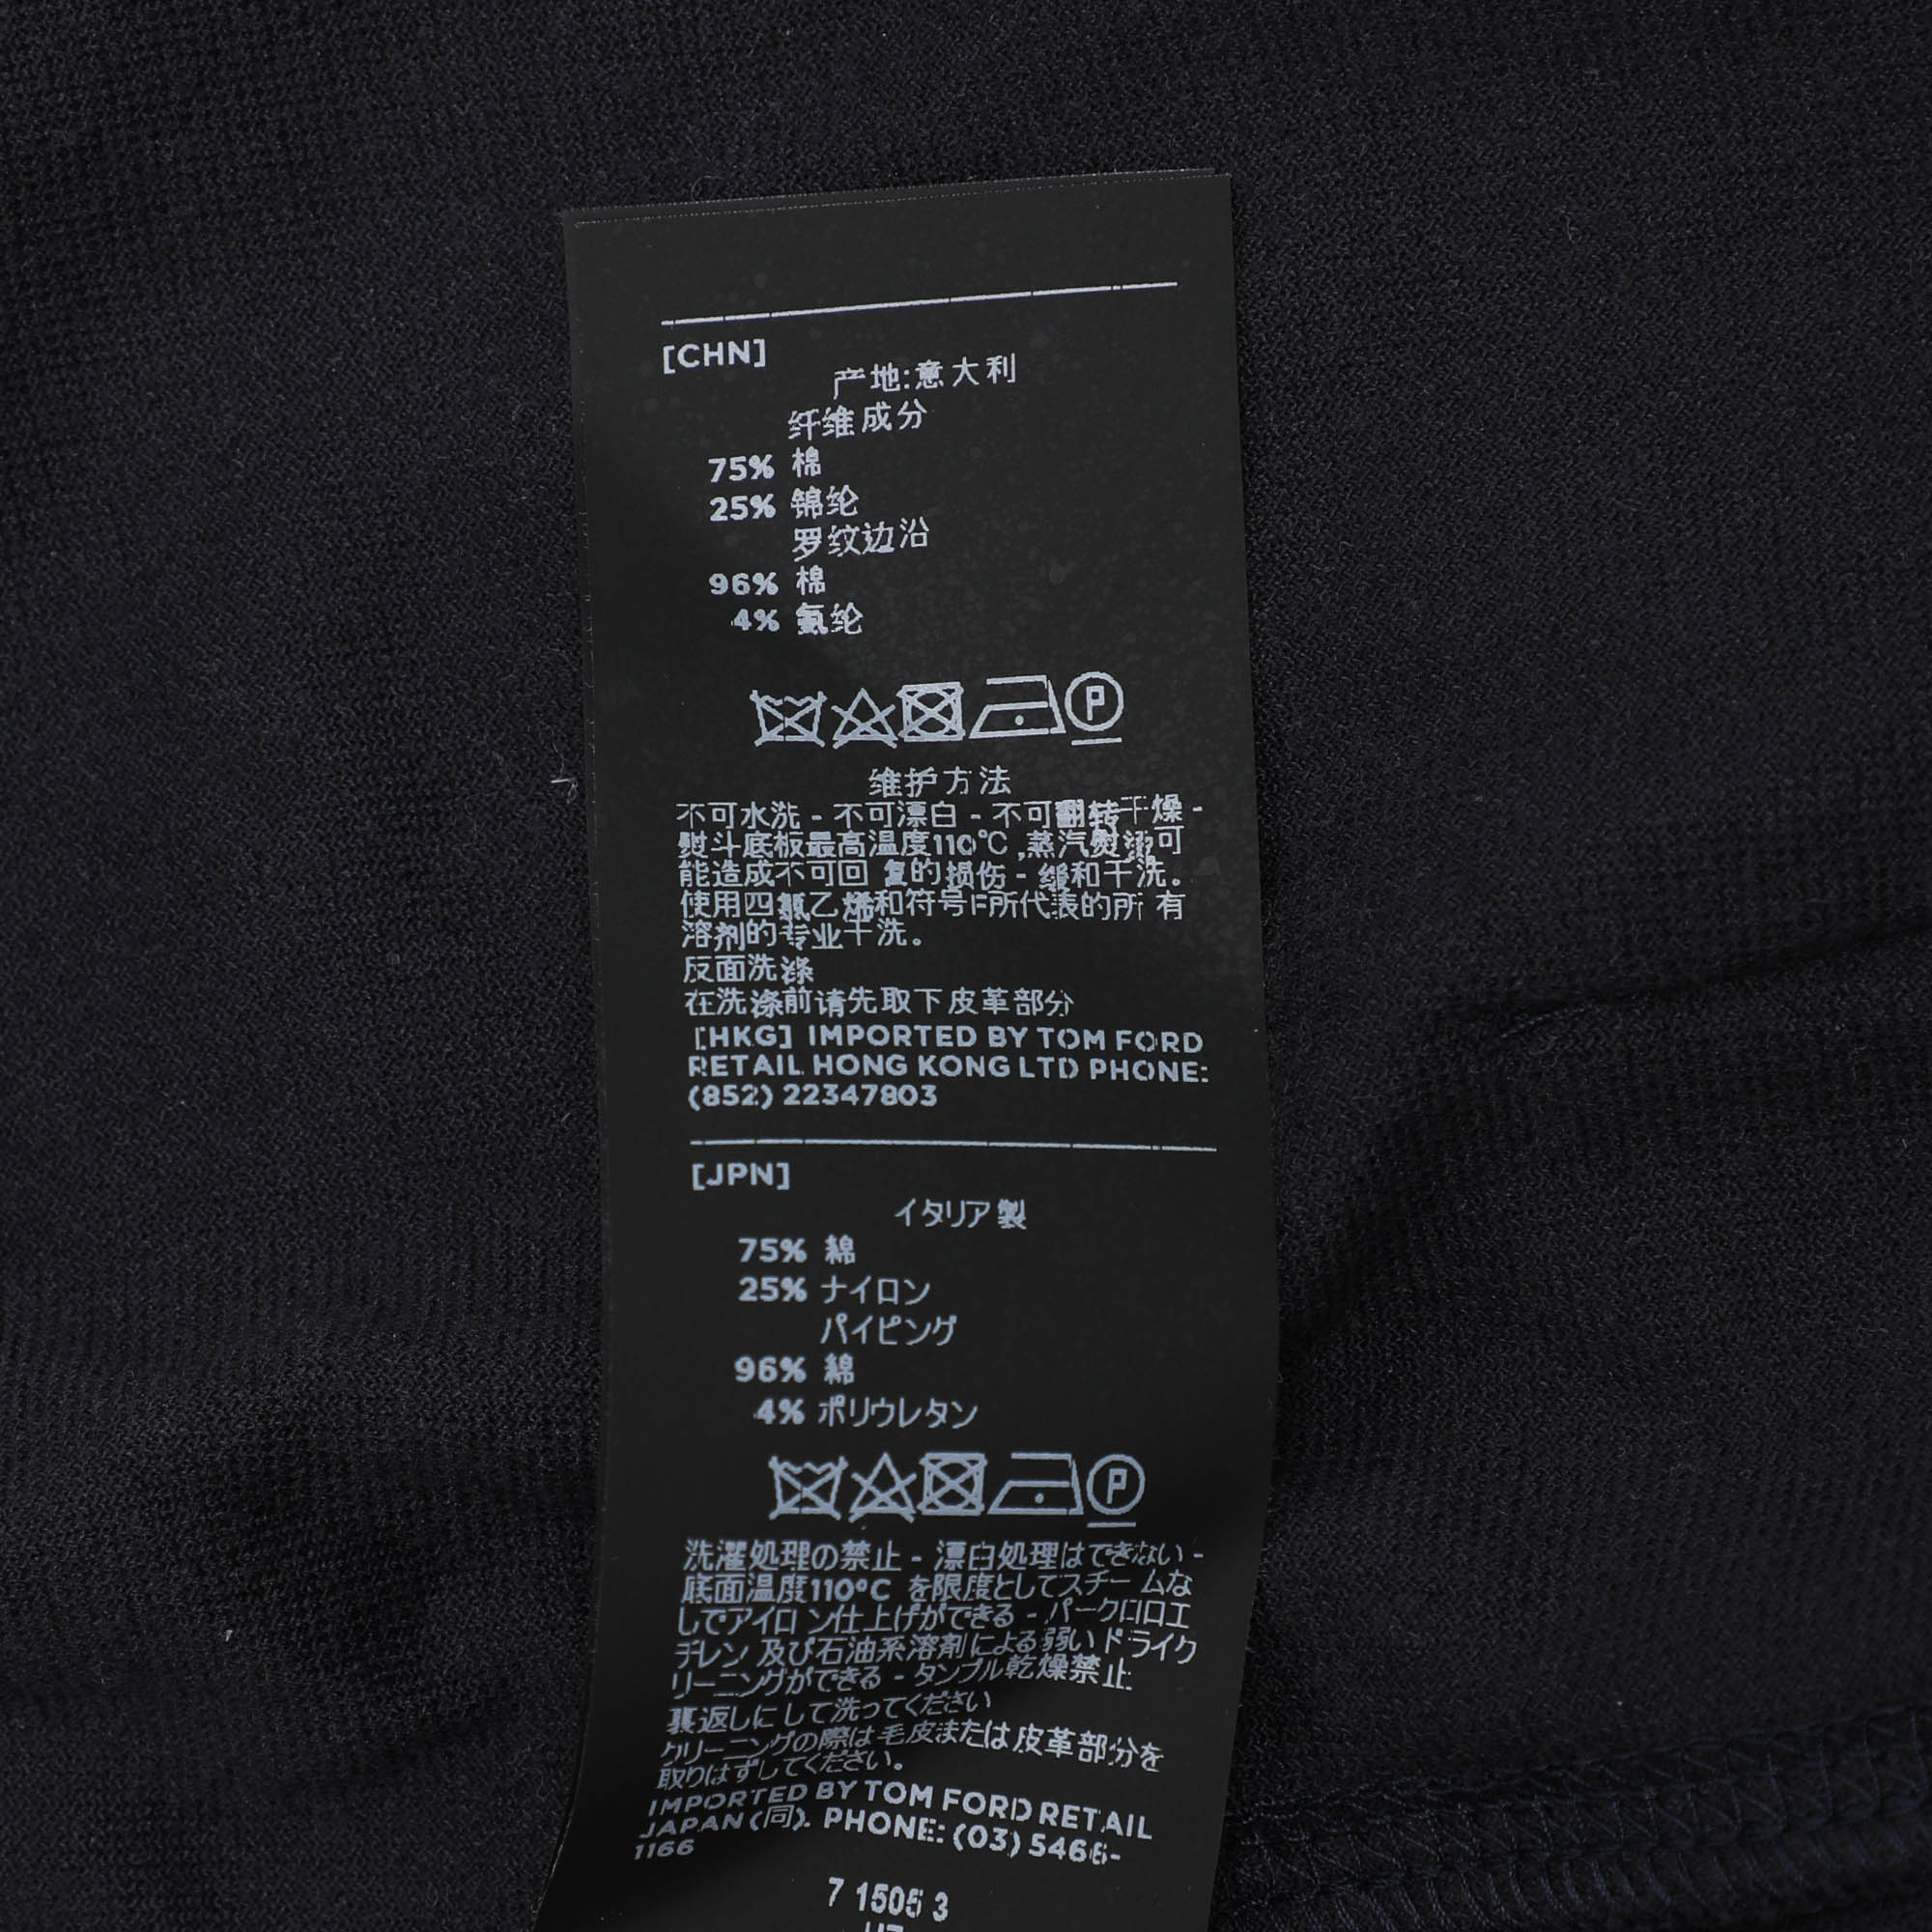 [CHN]
产地:意大利
纤维成分
75% 棉
25% 锦纶
罗纹边沿
96% 棉
4% 氨纶
P
维护方法
不可水洗 - 不可漂白 - 不可翻转干燥 -
熨斗底板最高温度110℃ ,蒸汽熨烫可
能造成不可回 复的损伤 - 缓和干洗。
使用四氯乙烯和符号F所代表的所 有
溶剂的专业干洗。
反面洗涤
在洗涤前请先取下皮革部分
[HKG] IMPORTED BY TOM FORD
RETAIL HONG KONG LTD PHONE:
(852) 22347803
[JPN]
イタリア製
75% 綿
25% ナイロン
パイピング
96% 綿
4% ポリウレタン
P
洗濯処理の禁止 - 漂白処理はできない -
底面温度110°C を限度としてスチームな
しでアイロン仕上げができる - パークロロエ
チレン 及び石油系溶剤による弱いドライク
リーニングができる - タンブル乾燥禁止
裏返しにして洗ってください
クリーニングの際は毛皮または皮革部分を
取りはずしてください。
IMPORTED BY TOM FORD RETAIL
JAPAN (同). PHONE: (03) 5466-
1166
7 1505 3